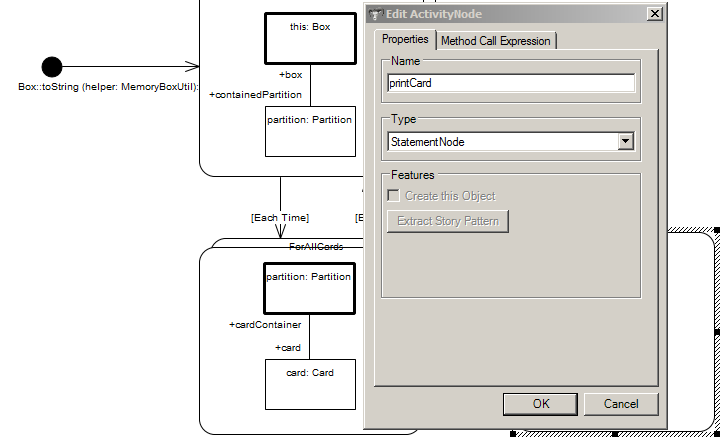 this: Box
+box
+containedPartition
partition: Partition
Box::toString (helper: MemoryBoxUtil):
[Each Time]
ForAllCards
partition: Partition
+cardContainer
+card
card: Card
Edit ActivityNode
Properties
Method Call Expression
Name
printCard
Type
StatementNode
Features
Create this Object
Extract Story Pattern
OK
Cancel